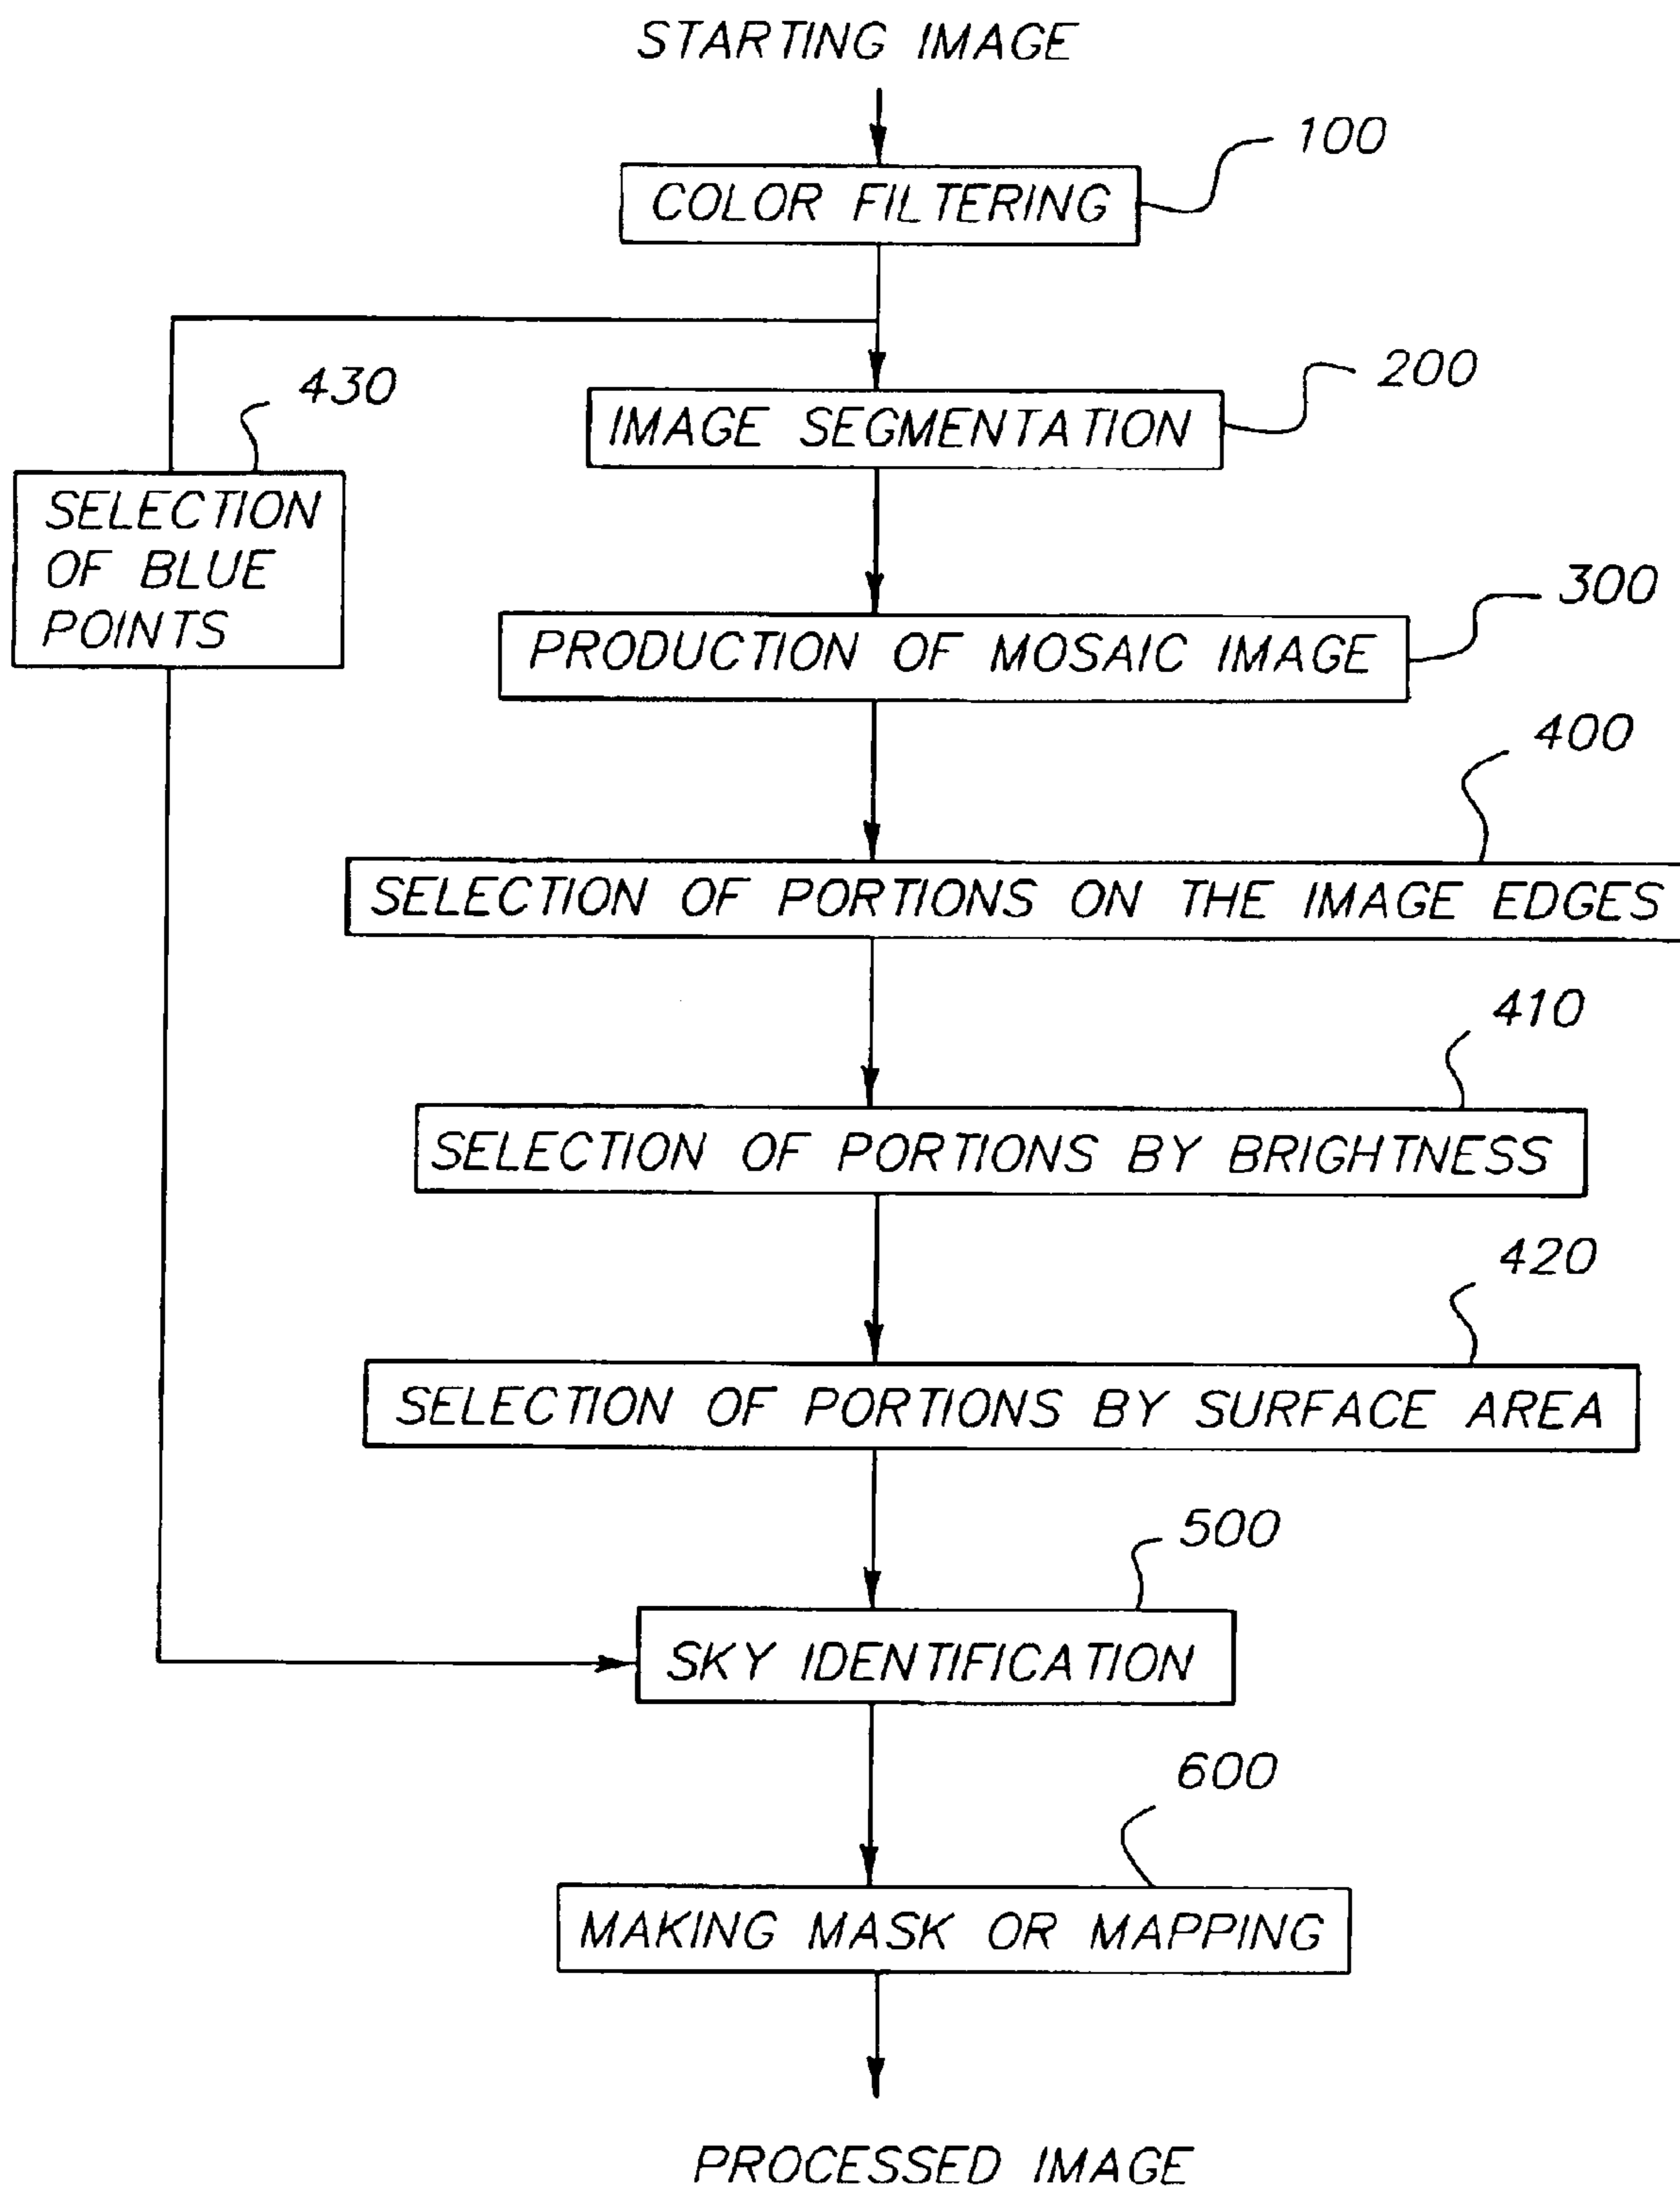 STARTING IMAGE
100
COLOR FILTERING
200
430
IMAGE SEGMENTATION
SELECTION
OF BLUE
POINTS
300
PRODUCTION OF MOSAIC IMAGE
400
SELECTION OF PORTIONS ON THE IMAGE EDGES
410
SELECTION OF PORTIONS BY BRIGHTNESS
420
SELECTION OF PORTIONS BY SURFACE AREA
500
SKY IDENTIFICATION
600
MAKING MASK OR MAPPING
PROCESSED IMAGE